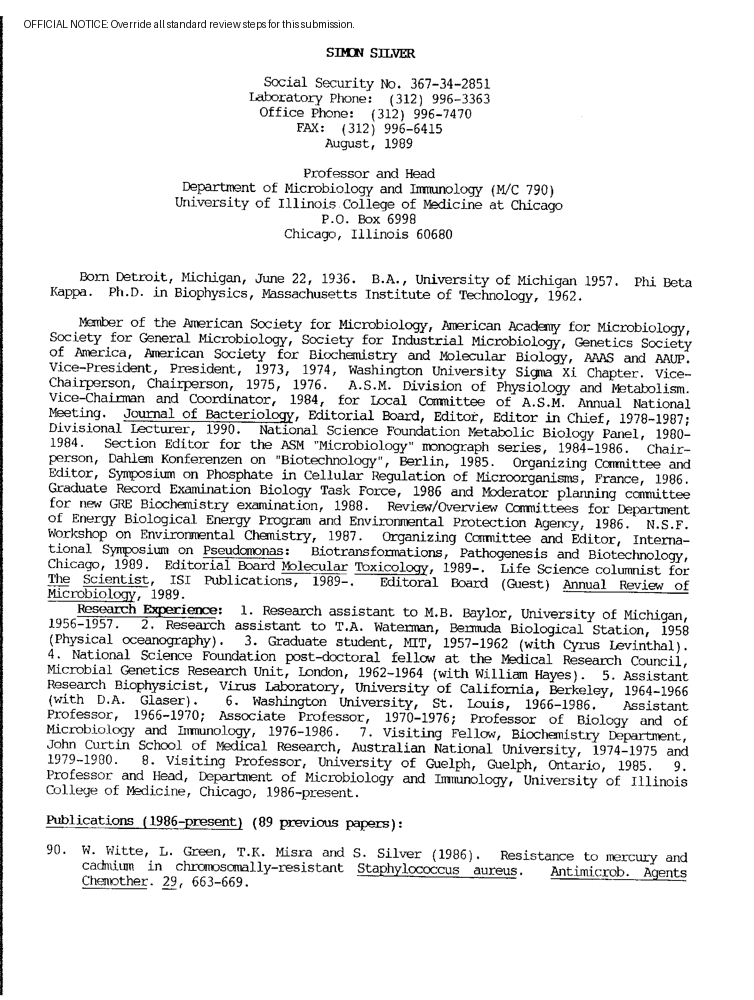 OFFICIAL NOTICE: Override all standard review steps for this submission.
SIMON SILVER
Social Security No. 367-34-2851
Laboratory Phone: (312) 996-3363
Office Phone: (312) 996-7470
FAX: (312) 996-6415
August, 1989
Professor and Head
Department of Microbiology and Immunology (M/C 790)
University of Illinois College of Medicine at Chicago
P.O. Box 6998
Chicago, Illinois 60680
Born Detroit, Michigan, June 22, 1936. B.A., University of Michigan 1957. Phi Beta
Kappa. Ph.D. in Biophysics, Massachusetts Institute of Technology, 1962.
Member of the American Society for Microbiology, American Academy for Microbiology,
Society for General Microbiology, Society for Industrial Microbiology, Genetics Society
of America, American Society for Biochemistry and Molecular Biology, AAAS and AAUP.
Vice-President, President, 1973, 1974, Washington University Sigma Xi Chapter. Vice-
Chairperson, Chairperson, 1975, 1976. A.S.M. Division of Physiology and Metabolism.
Vice-Chairman and Coordinator, 1984, for Local Committee of A.S.M. Annual National
Meeting. Journal of Bacteriology, Editorial Board, Editor, Editor in Chief, 1978-1987;
Divisional Lecturer, 1990. National Science Foundation Metabolic Biology Panel, 1980-
1984. Section Editor for the ASM "Microbiology" monograph series, 1984-1986. Chair-
person, Dahlem Konferenzen on "Biotechnology", Berlin, 1985. Organizing Committee and
Editor, Symposium on Phosphate in Cellular Regulation of Microorganisms, France, 1986.
Graduate Record Examination Biology Task Force, 1986 and Moderator planning committee
for new GRE Biochemistry examination, 1988. Review/Overview Committees for Department
of Energy Biological Energy Program and Environmental Protection Agency, 1986. N.S.F.
Workshop on Environmental Chemistry, 1987. Organizing Committee and Editor, Interna-
tional Symposium on Pseudomonas: Biotransformations, Pathogenesis and Biotechnology,
Chicago, 1989. Editorial Board Molecular Toxicology, 1989-. Life Science columnist for
The Scientist, ISI Publications, 1989-. Editorial Board (Guest) Annual Review of
Microbiology, 1989.
Research Experience: 1. Research assistant to M.B. Baylor, University of Michigan,
1956-1957. 2. Research assistant to T.A. Waterman, Bermuda Biological Station, 1958
(Physical oceanography). 3. Graduate student, MIT, 1957-1962 (with Cyrus Levinthal).
4. National Science Foundation post-doctoral fellow at the Medical Research Council,
Microbial Genetics Research Unit, London, 1962-1964 (with William Hayes). 5. Assistant
Research Biophysicist, Virus Laboratory, University of California, Berkeley, 1964-1966
(with D.A. Glaser). 6. Washington University, St. Louis, 1966-1986. Assistant
Professor, 1966-1970; Associate Professor, 1970-1976; Professor of Biology and of
Microbiology and Immunology, 1976-1986. 7. Visiting Fellow, Biochemistry Department,
John Curtin School of Medical Research, Australian National University, 1974-1975 and
1979-1980. 8. Visiting Professor, University of Guelph, Guelph, Ontario, 1985. 9.
Professor and Head, Department of Microbiology and Immunology, University of Illinois
College of Medicine, Chicago, 1986-present.
Publications (1986-present) (89 previous papers):
90. W. Witte, L. Green, T.K. Misra and S. Silver (1986). Resistance to mercury and
cadmium in chromosomally-resistant Staphylococcus aureus. Antimicrob. Agents
Chemother. 29, 663-669.